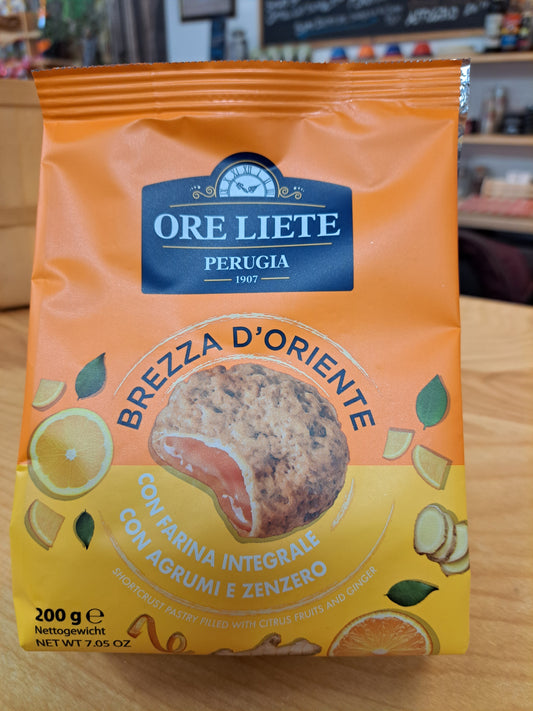 ORE LIETE
PERUGIA
1907
BREZZA D'ORIENTE
CON FARINA INTEGRALE
CON AGRUMI E ZENZERO
SHORTCRUST PASTRY FILLED WITH CITRUS FRUITS AND GINGER
200 g e
Nettogewicht
NET WT 7.05 OZ